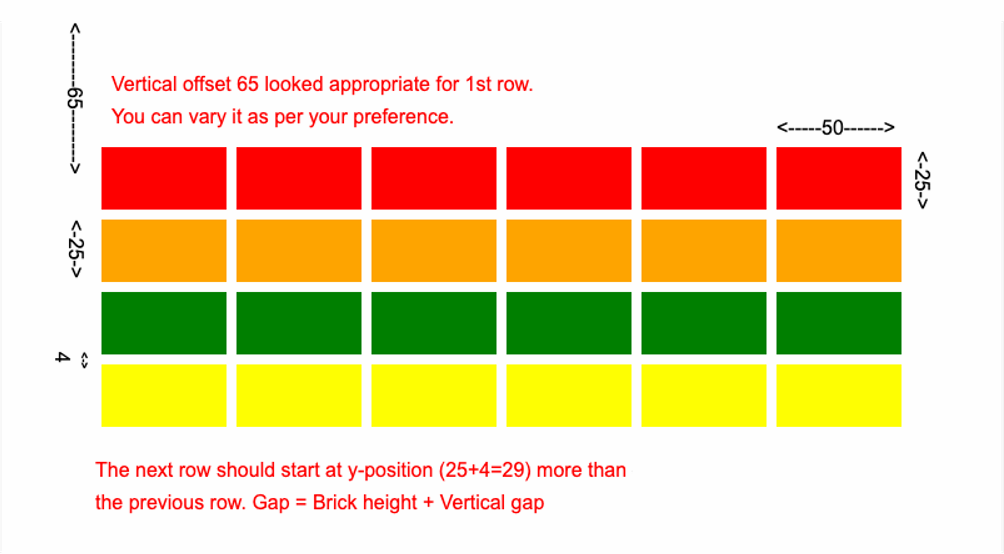 <---------65--------->
Vertical offset 65 looked appropriate for 1st row.
You can vary it as per your preference.
<-----50------>
<-25->
<-25->
4
<>
The next row should start at y-position (25+4=29) more than
the previous row. Gap = Brick height + Vertical gap